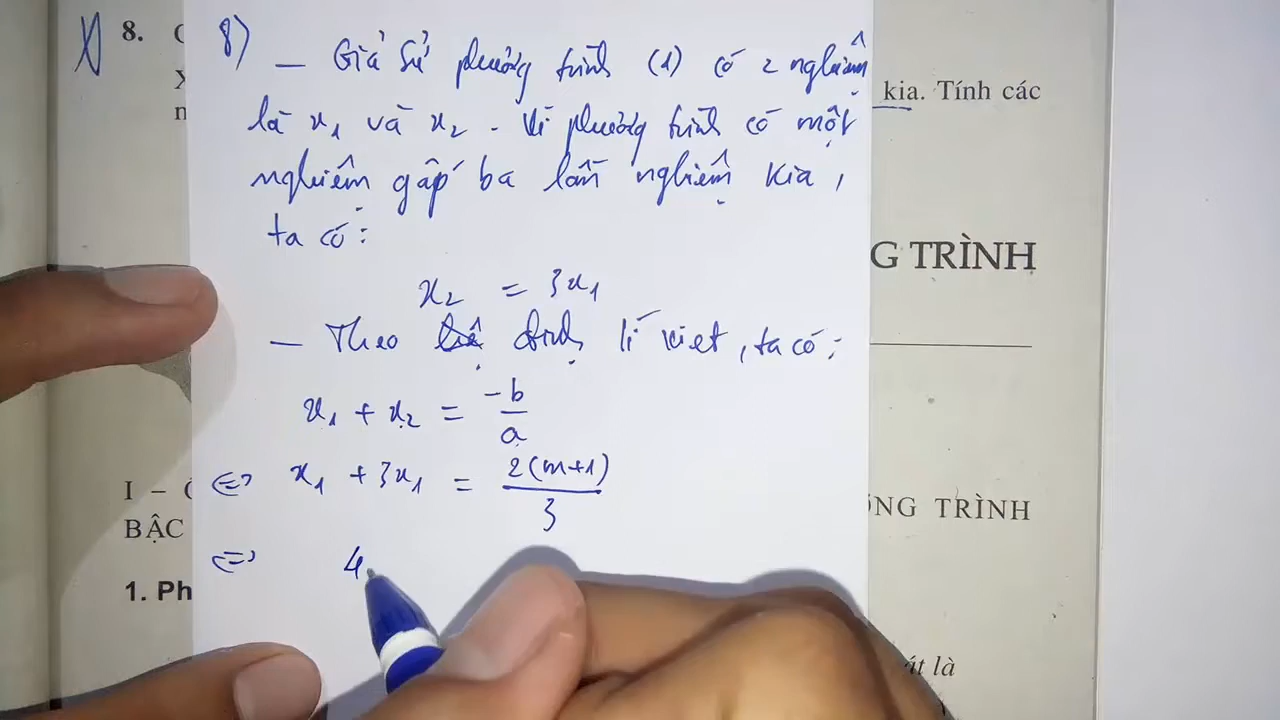 8.
8) – Giả sử phương trình (1) có 2 nghiệm
là x₁ và x₂. Vì phương trình có một
kia. Tính các
nghiệm gấp ba lần nghiệm kia,
ta có:
G TRÌNH
x₂ = 3x₁
– Theo định lí viet, ta có:
x₁ + x₂ = -b/a
⇔ x₁ + 3x₁ = 2(m+1)/3
I –
NG TRÌNH
BẬC
⇔ 4
1. Ph
át là